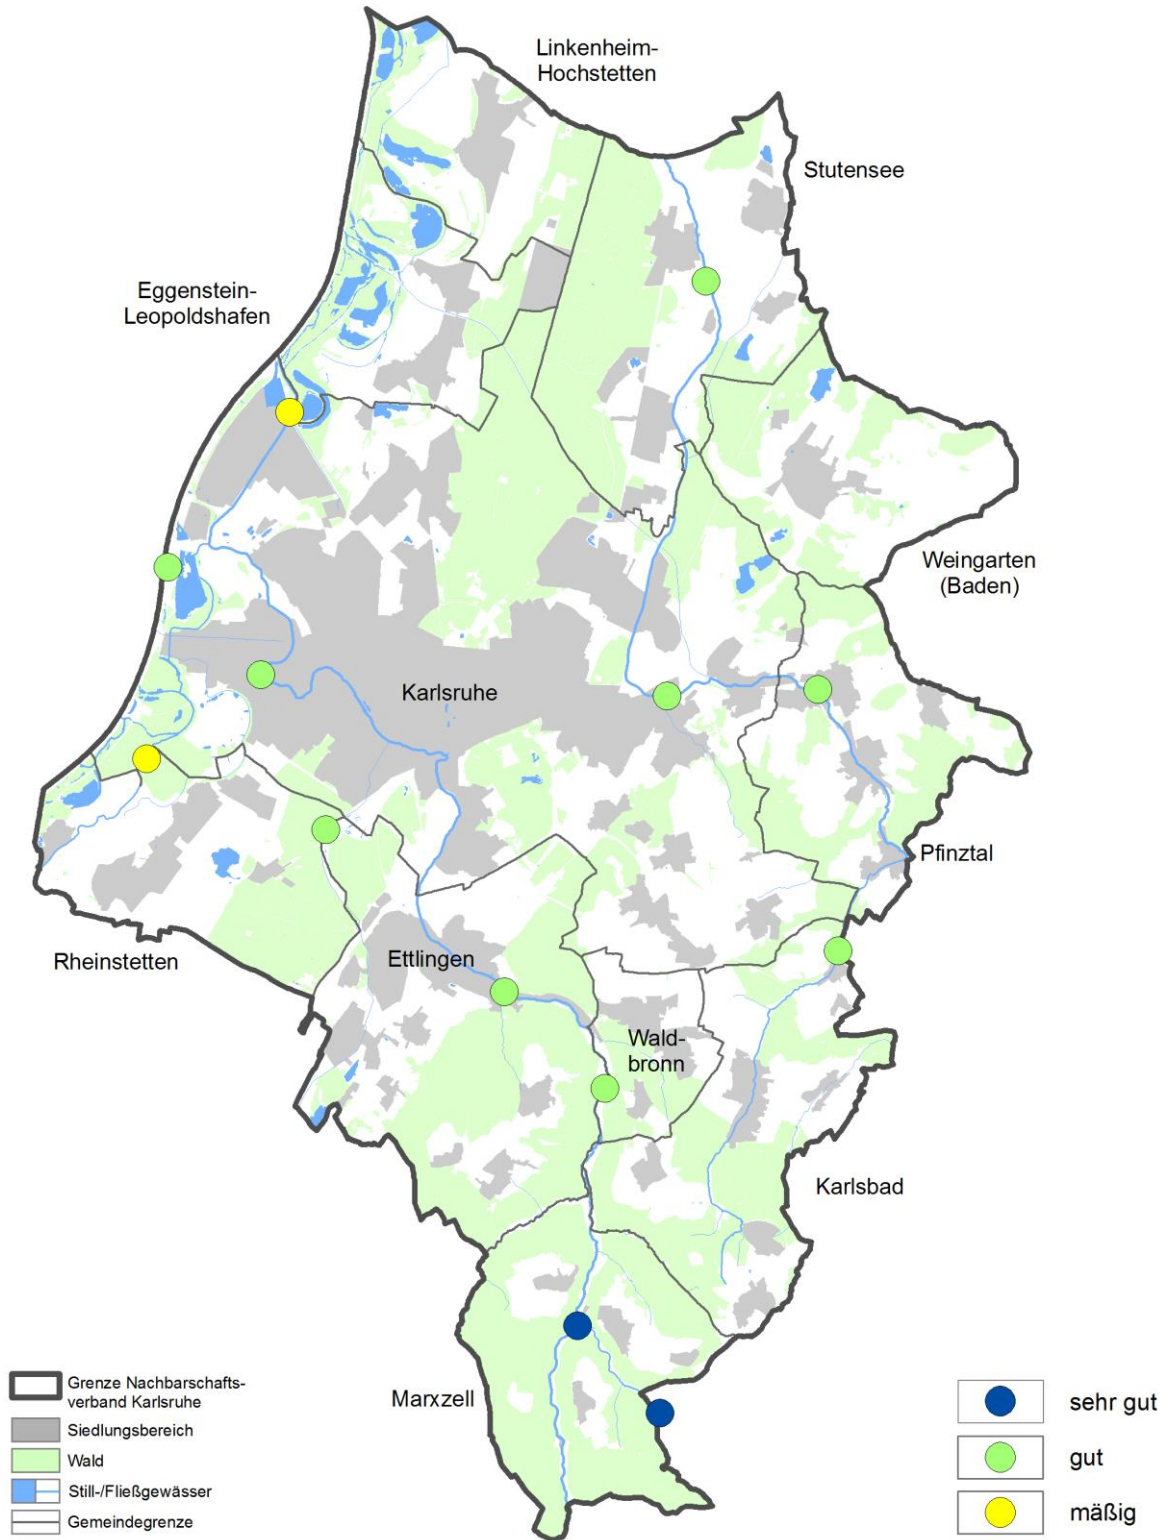 Linkenheim-
Hochstetten
Stutensee
Eggenstein-
Leopoldshafen
Weingarten
(Baden)
Karlsruhe
Pfinztal
Rheinstetten
Ettlingen
Wald-
bronn
Karlsbad
Marxzell
Grenze Nachbarschafts-
verband Karlsruhe
Siedlungsbereich
Wald
Still-/Fließgewässer
Gemeindegrenze
sehr gut
gut
mäßig